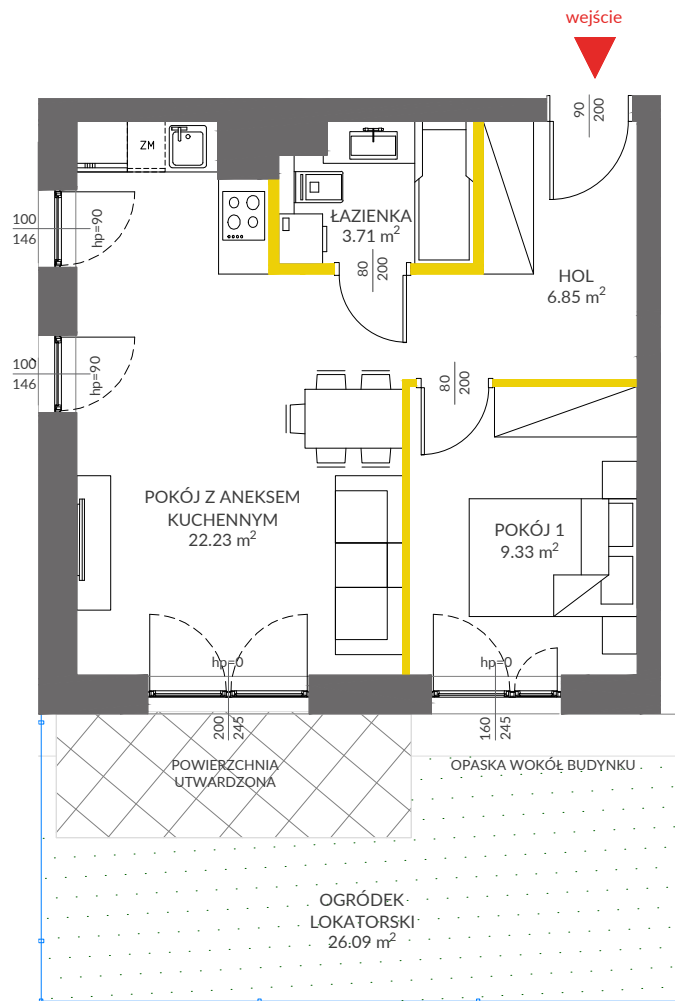 wejście
90
200
ZM
100
146
hp=90
ŁAZIENKA
3.71 m²
80
200
HOL
6.85 m²
100
146
hp=90
80
200
POKÓJ Z ANEKSEM
KUCHENNYM
22.23 m²
POKÓJ 1
9.33 m²
hp=0
hp=0
200
245
160
245
POWIERZCHNIA
UTWARDZONA
OPASKA WOKÓŁ BUDYNKU
OGRÓDEK
LOKATORSKI
26.09 m²